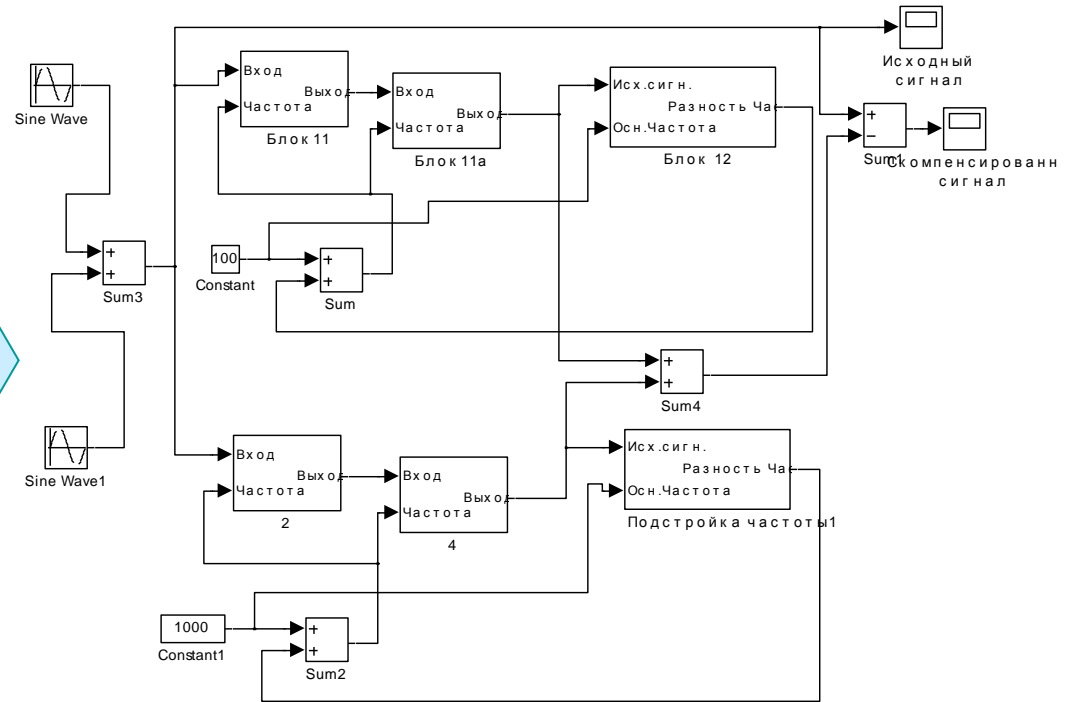 Исходный
сигнал
Sine Wave
Вход
Частота
Выход
Блок 11
Вход
Частота
Выход
Блок 11а
Исх.сигн.
Осн.Частота
Разность Ча
Блок 12
+
−
Sum1
Скомпенсированн
сигнал
+
+
Sum3
100
Constant
+
+
Sum
+
+
Sum4
Sine Wave1
Вход
Частота
Выход
2
Вход
Частота
Выход
4
Исх.сигн.
Осн.Частота
Разность Ча
Подстройка частоты1
1000
Constant1
+
+
Sum2